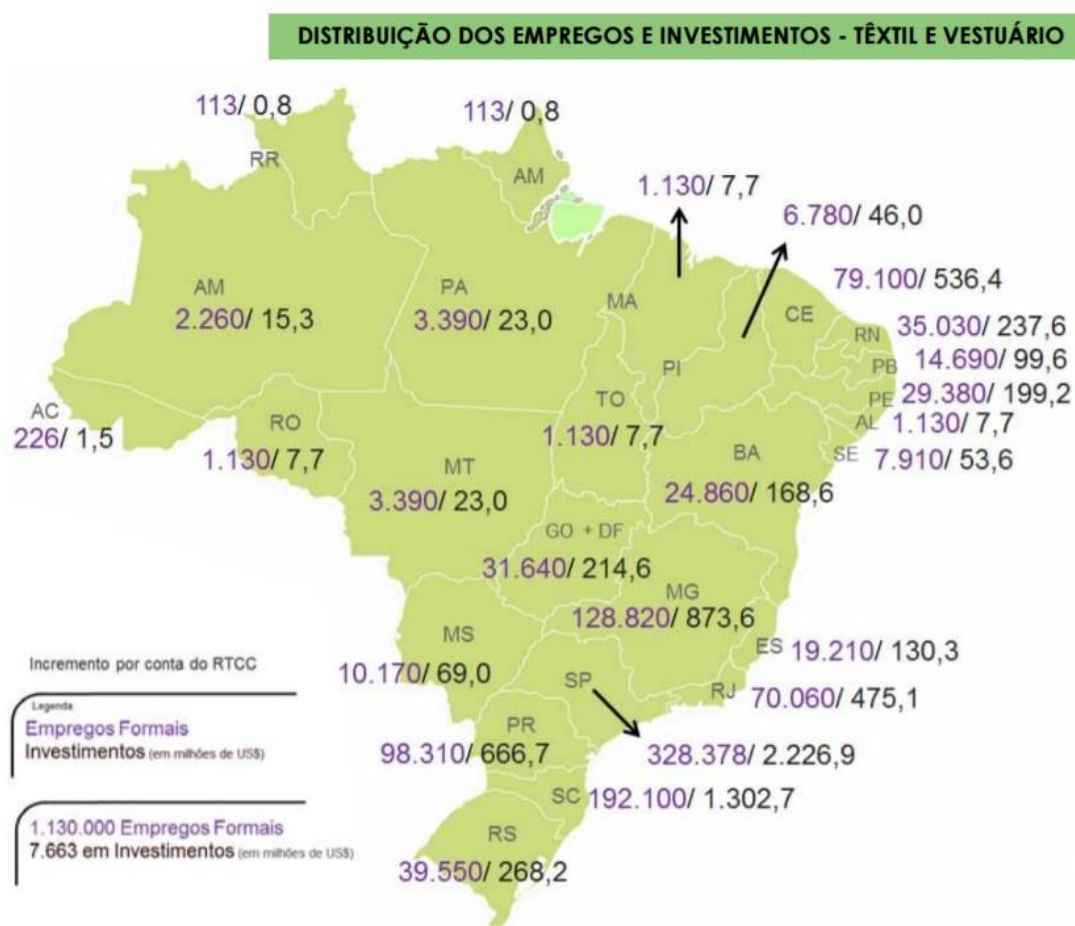 DISTRIBUIÇÃO DOS EMPREGOS E INVESTIMENTOS - TÊXTIL E VESTUÁRIO
113/ 0,8
RR
113/ 0,8
AM
1.130/ 7,7
6.780/ 46,0
AM
2.260/ 15,3
PA
3.390/ 23,0
MA
PI
CE
79.100/ 536,4
RN
35.030/ 237,6
PB
14.690/ 99,6
PE
29.380/ 199,2
AL
1.130/ 7,7
SE
7.910/ 53,6
AC
226/ 1,5
RO
1.130/ 7,7
TO
1.130/ 7,7
MT
3.390/ 23,0
BA
24.860/ 168,6
GO + DF
31.640/ 214,6
MG
128.820/ 873,6
MS
10.170/ 69,0
ES
19.210/ 130,3
RJ
70.060/ 475,1
SP
328.378/ 2.226,9
PR
98.310/ 666,7
SC
192.100/ 1.302,7
RS
39.550/ 268,2
Incremento por conta do RTCC
Legenda
Empregos Formais
Investimentos (em milhões de US$)
1.130.000 Empregos Formais
7.663 em Investimentos (em milhões de US$)